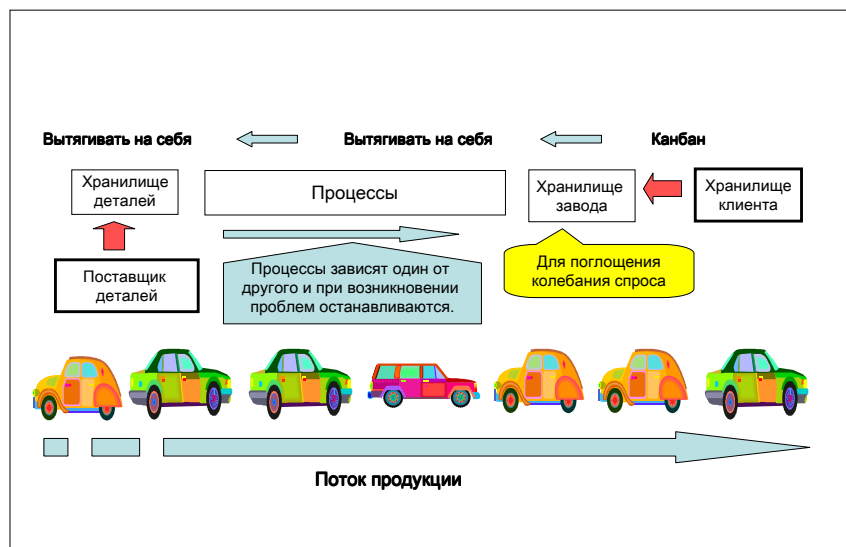 Вытягивать на себя
Вытягивать на себя
Канбан
Хранилище
деталей
Процессы
Хранилище
завода
Хранилище
клиента
Поставщик
деталей
Процессы зависят один от
другого и при возникновении
проблем останавливаются.
Для поглощения
колебания спроса
Поток продукции